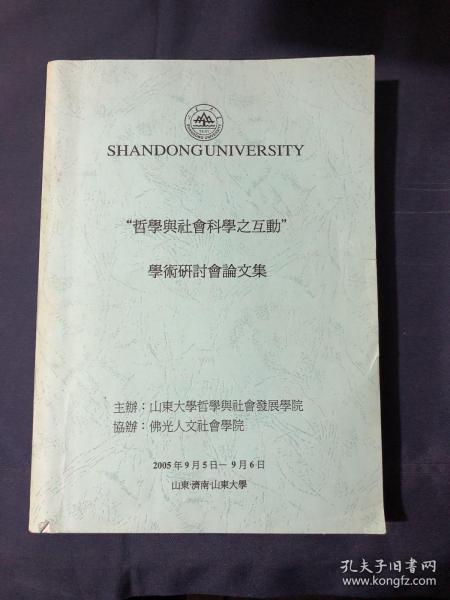 SHANDONG UNIVERSITY
“哲學與社會科學之互動”
學術研討會論文集
主辦：山東大學哲學與社會發展學院
協辦：佛光人文社會學院
2005年9月5日－9月6日
山東·濟南·山東大學
孔夫子旧书网
www.kongfz.com